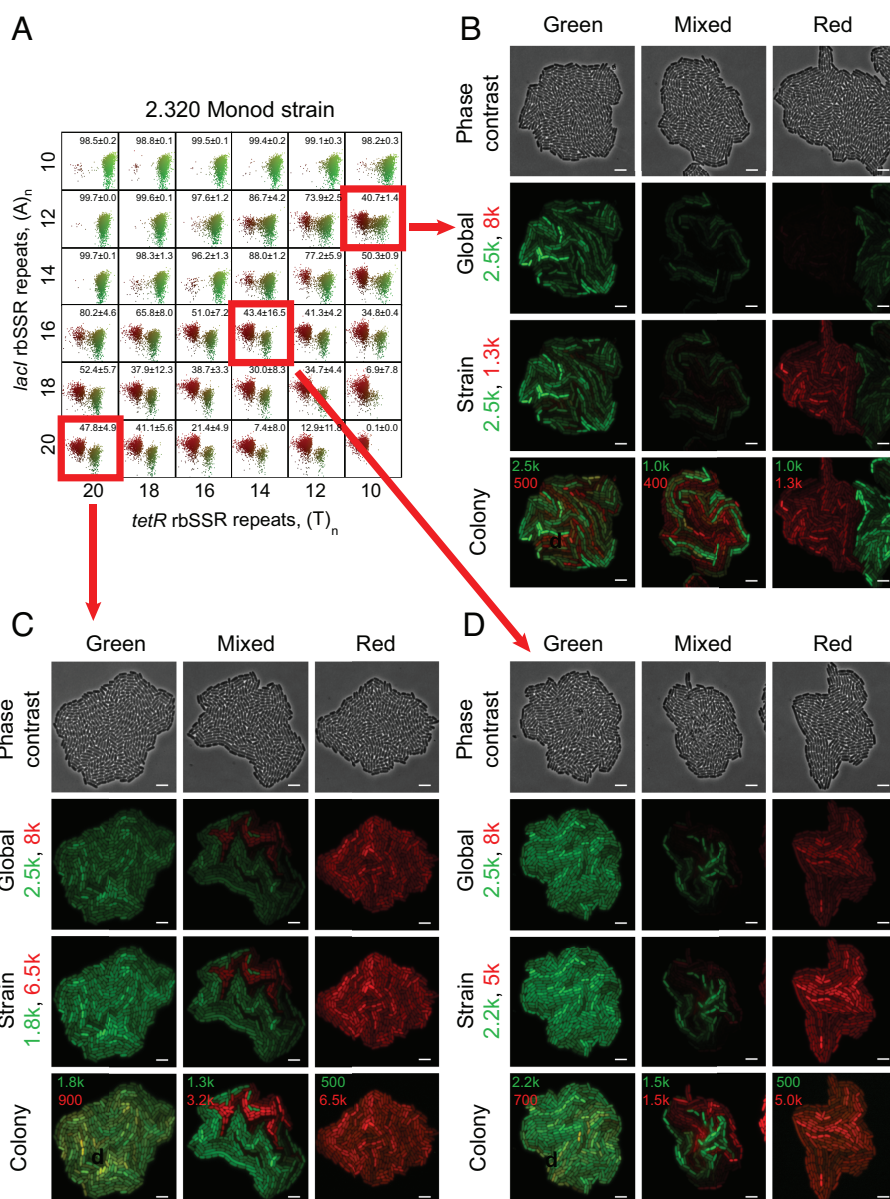 A
2.320 Monod strain
10
98.5±0.2 98.8±0.1 99.5±0.1 99.4±0.2 99.1±0.3 98.2±0.3
12
99.7±0.0 99.6±0.1 97.6±1.2 86.7±4.2 73.9±2.5 40.7±1.4
14
99.7±0.1 98.3±1.3 96.2±1.3 88.0±1.2 77.2±5.9 50.3±0.9
16
80.2±4.6 65.8±8.0 51.0±7.2 43.4±16.5 41.3±4.2 34.8±0.4
18
52.4±5.7 37.9±12.3 38.7±3.3 30.0±8.3 34.7±4.4 6.9±7.8
20
47.8±4.9 41.1±5.6 21.4±4.9 7.4±8.0 12.9±11.8 0.1±0.0
20 18 16 14 12 10
lacI rbSSR repeats, (A)n
tetR rbSSR repeats, (T)n
B
Green Mixed Red
Phase
contrast
Global
2.5k, 8k
Strain
2.5k, 1.3k
Colony
2.5k
500
d
1.0k
400
1.0k
1.3k
C
Green Mixed Red
Phase
contrast
Global
2.5k, 8k
Strain
1.8k, 6.5k
Colony
1.8k
900
d
1.3k
3.2k
500
6.5k
D
Green Mixed Red
Phase
contrast
Global
2.5k, 8k
Strain
2.2k, 5k
Colony
2.2k
700
d
1.5k
1.5k
500
5.0k